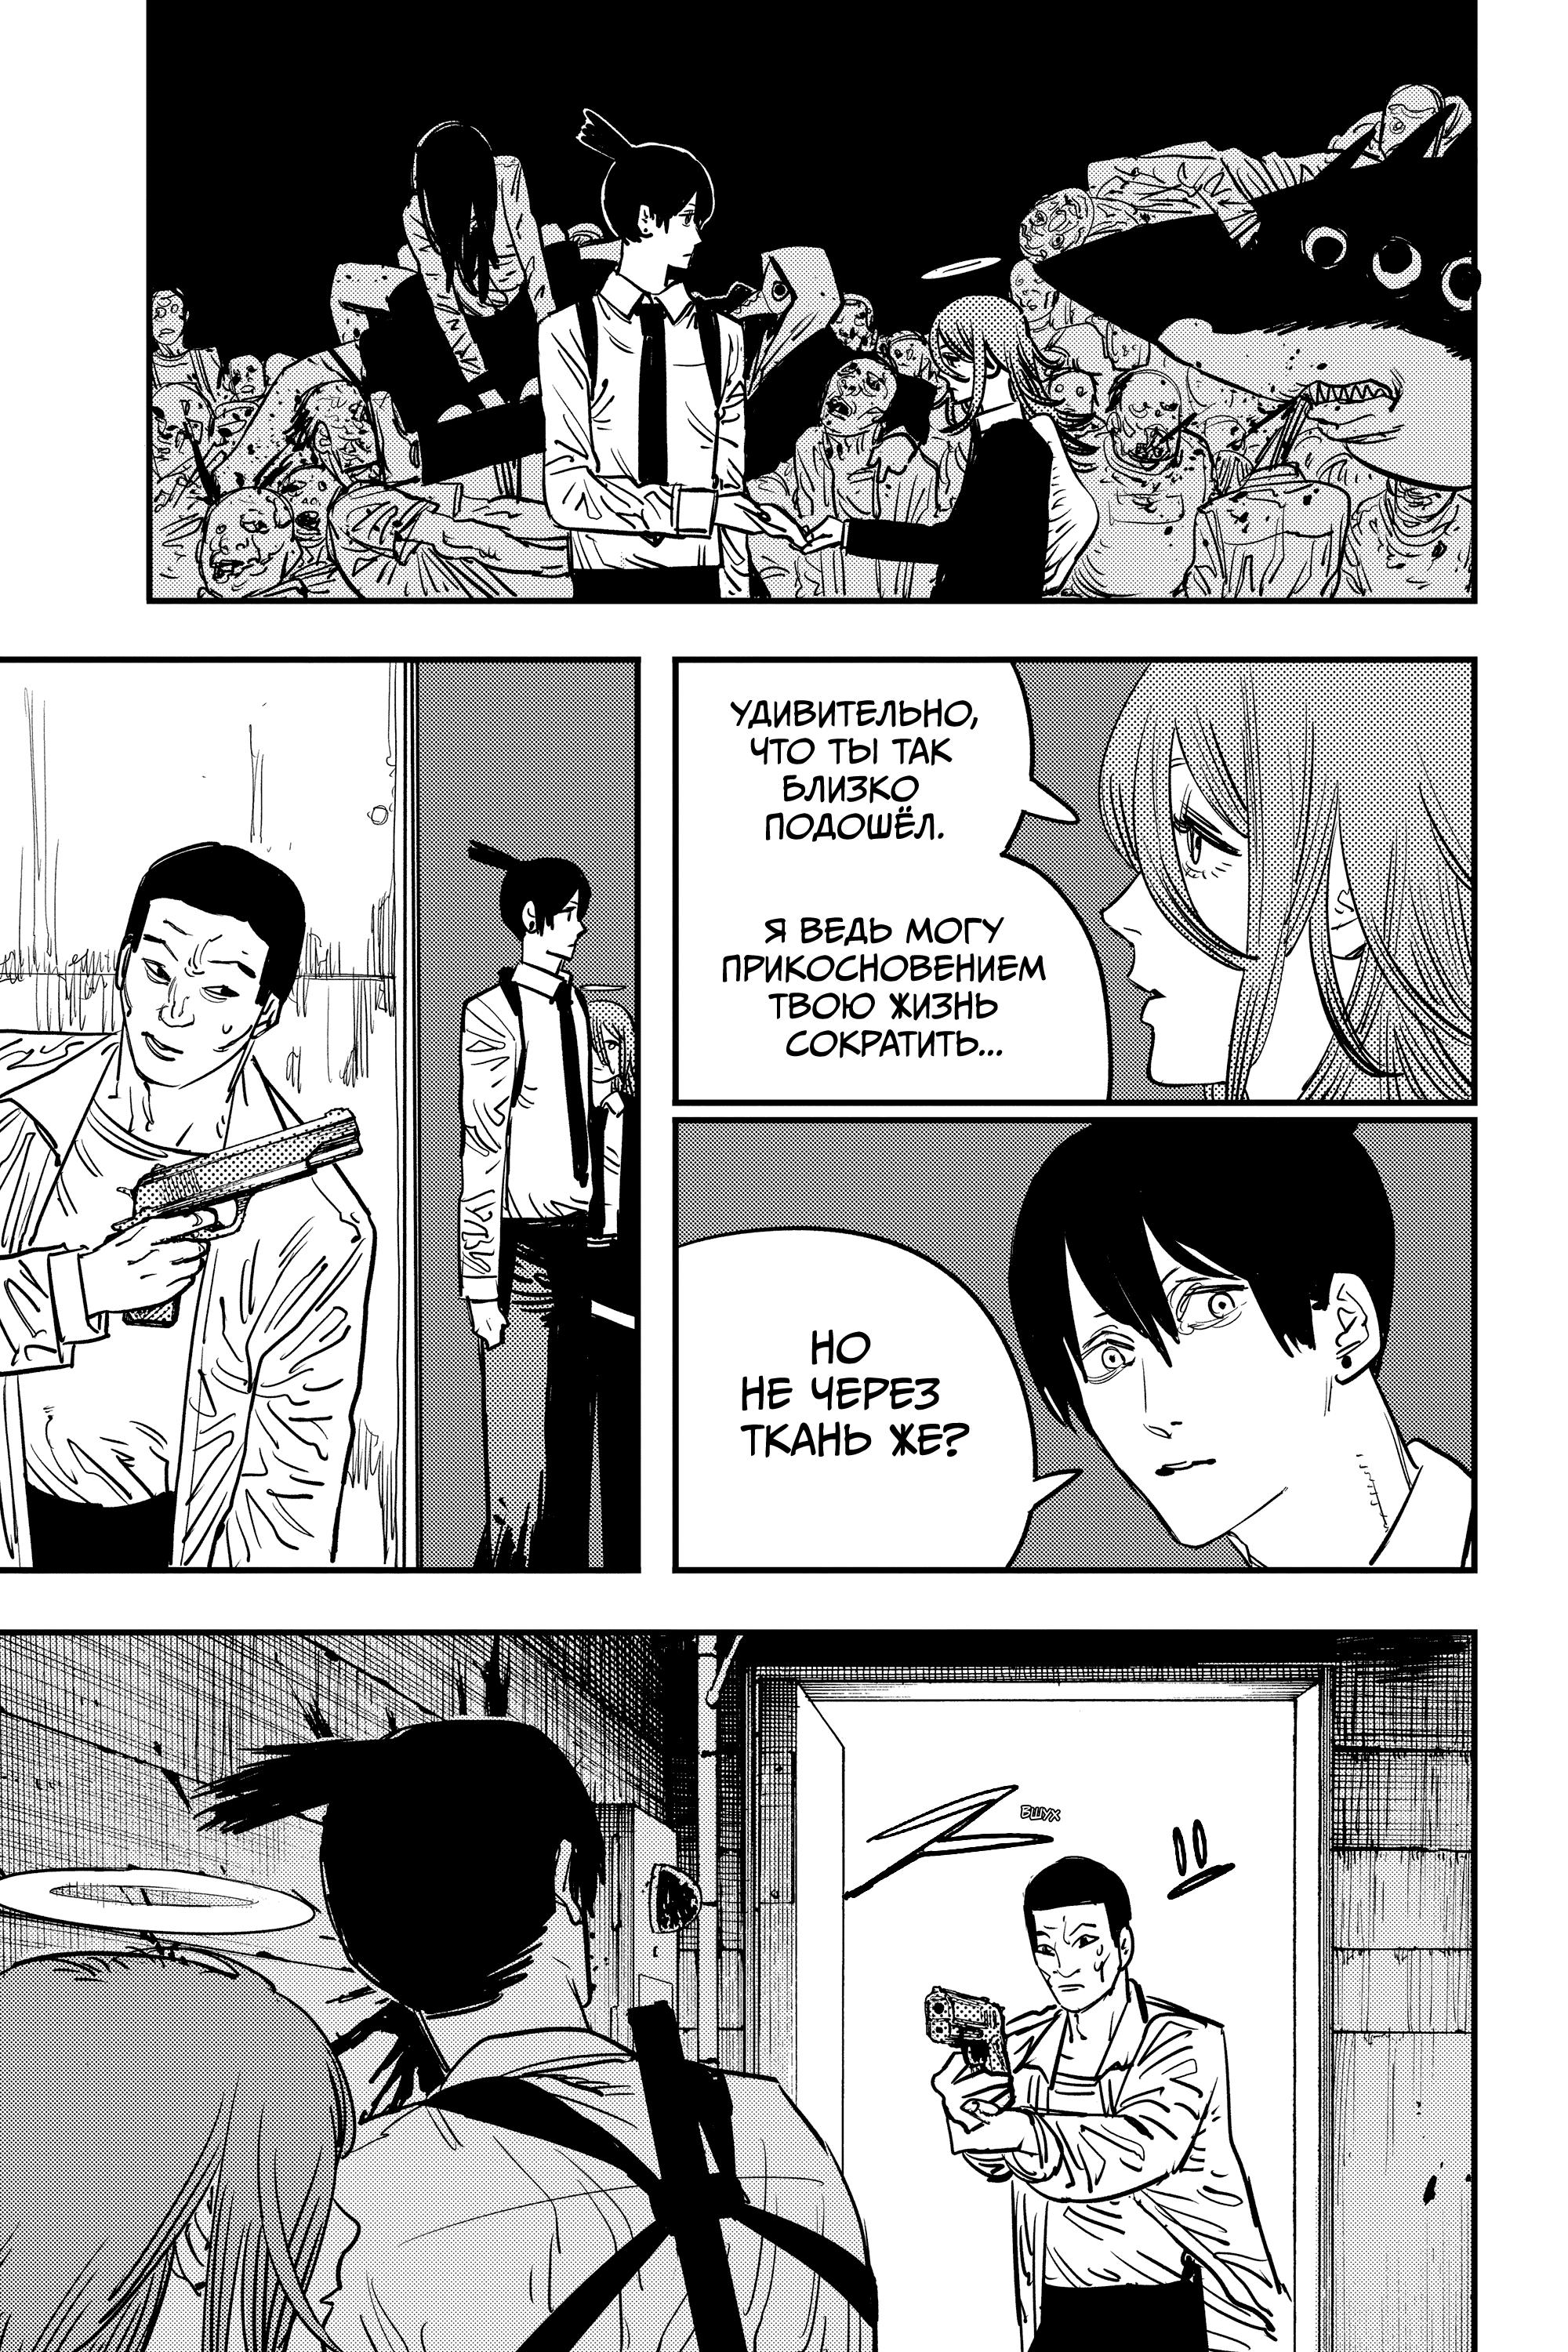 УДИВИТЕЛЬНО,
ЧТО ТЫ ТАК
БЛИЗКО
ПОДОШЁЛ.
Я ВЕДЬ МОГУ
ПРИКОСНОВЕНИЕМ
ТВОЮ ЖИЗНЬ
СОКРАТИТЬ...
НО
НЕ ЧЕРЕЗ
ТКАНЬ ЖЕ?
ВШУХ